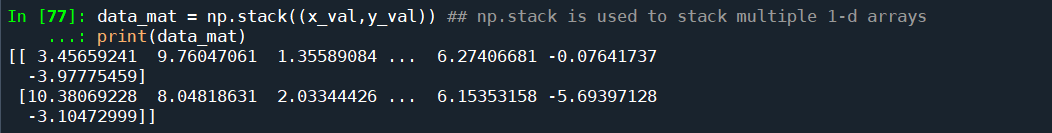 In [77]: data_mat = np.stack((x_val,y_val)) ## np.stack is used to stack multiple 1-d arrays
...: print(data_mat)
[[ 3.45659241 9.76047061 1.35589084 ... 6.27406681 -0.07641737
-3.97775459]
[10.38069228 8.04818631 2.03344426 ... 6.15353158 -5.69397128
-3.10472999]]